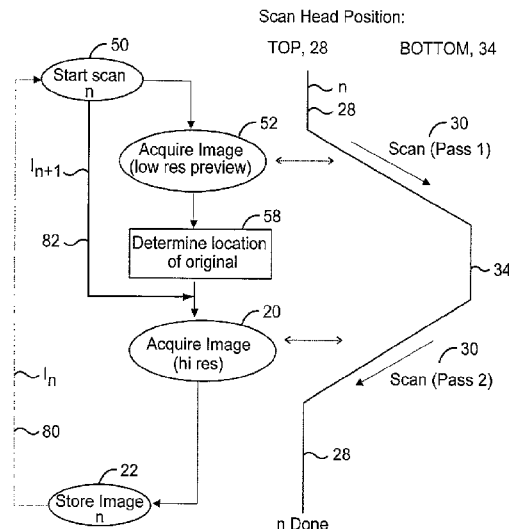 Scan Head Position:
TOP, 28
BOTTOM, 34
50
Start scan
n
n
28
52
30
Acquire Image
(low res preview)
Scan (Pass 1)
In+1
58
82
Determine location
of original
34
20
Acquire Image
(hi res)
30
Scan (Pass 2)
In
80
28
22
Store Image
n
n Done